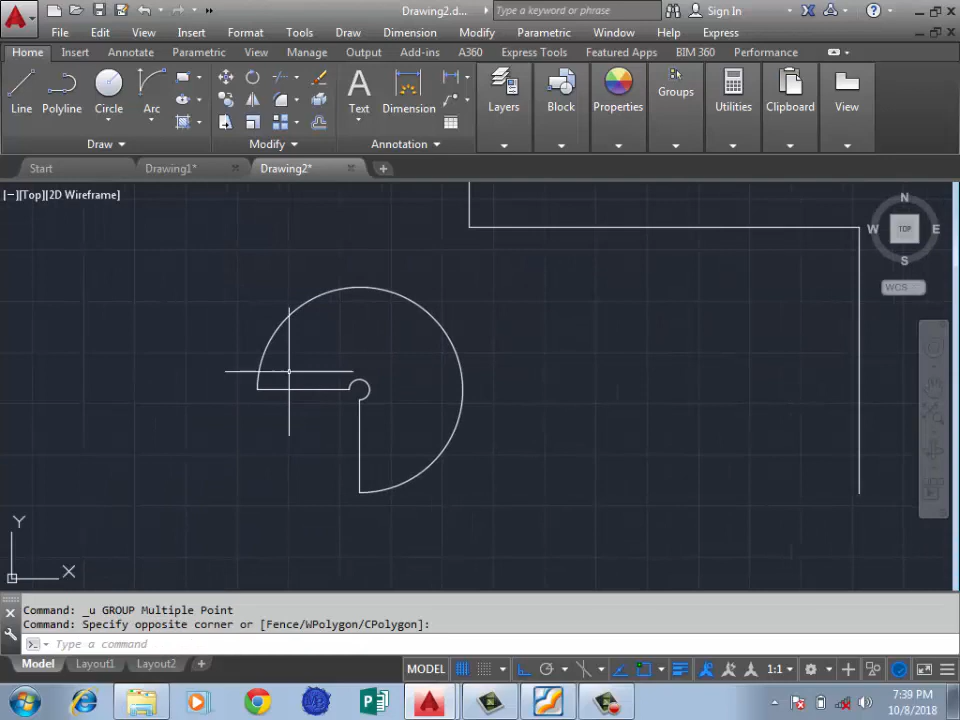 Drawing2.d...
Type a keyword or phrase
Sign In
File Edit View Insert Format Tools Draw Dimension Modify Parametric Window Help Express
Home Insert Annotate Parametric View Manage Output Add-ins A360 Express Tools Featured Apps BIM 360 Performance
Line Polyline Circle Arc Text Dimension Layers Block Properties Groups Utilities Clipboard View
Draw Modify Annotation
Start Drawing1* Drawing2*
[−][Top][2D Wireframe]
N
W TOP E
S
WCS
Y
X
Command: _u GROUP Multiple Point
Command: Specify opposite corner or [Fence/WPolygon/CPolygon]:
Type a command
Model Layout1 Layout2 MODEL 1:1
7:39 PM
10/8/2018